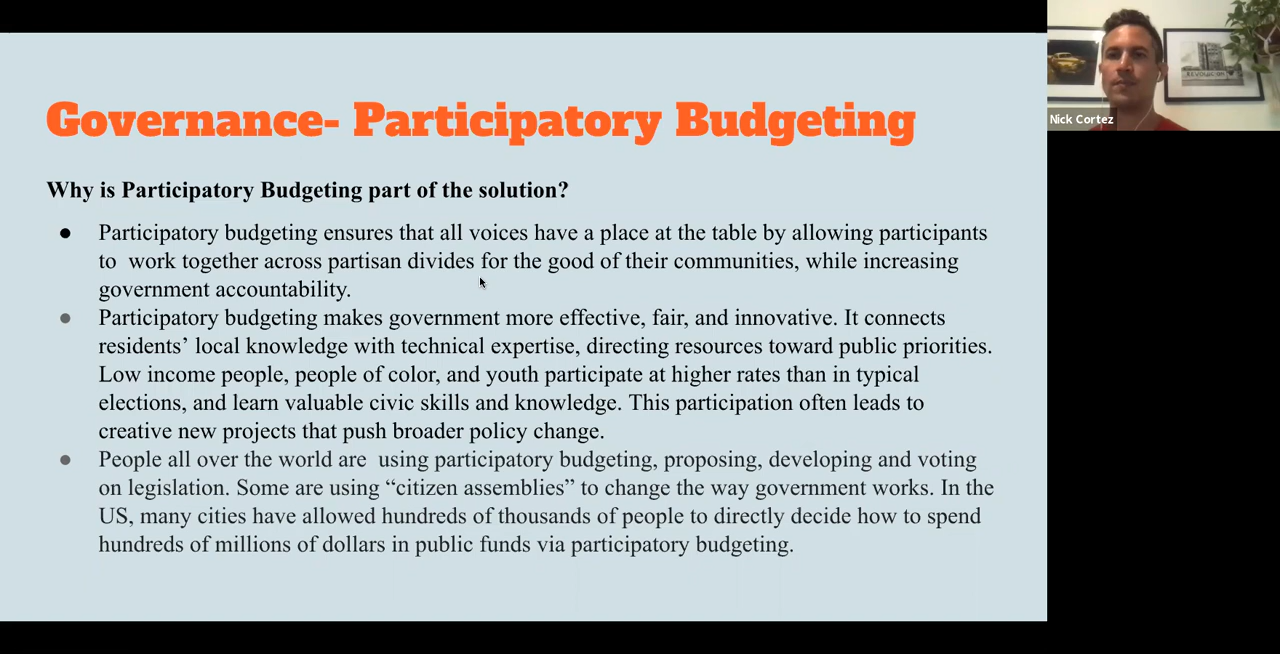 Governance- Participatory Budgeting
Why is Participatory Budgeting part of the solution?
● Participatory budgeting ensures that all voices have a place at the table by allowing participants
to  work together across partisan divides for the good of their communities, while increasing
government accountability.
● Participatory budgeting makes government more effective, fair, and innovative. It connects
residents’ local knowledge with technical expertise, directing resources toward public priorities.
Low income people, people of color, and youth participate at higher rates than in typical
elections, and learn valuable civic skills and knowledge. This participation often leads to
creative new projects that push broader policy change.
● People all over the world are  using participatory budgeting, proposing, developing and voting
on legislation. Some are using “citizen assemblies” to change the way government works. In the
US, many cities have allowed hundreds of thousands of people to directly decide how to spend
hundreds of millions of dollars in public funds via participatory budgeting.
Nick Cortez